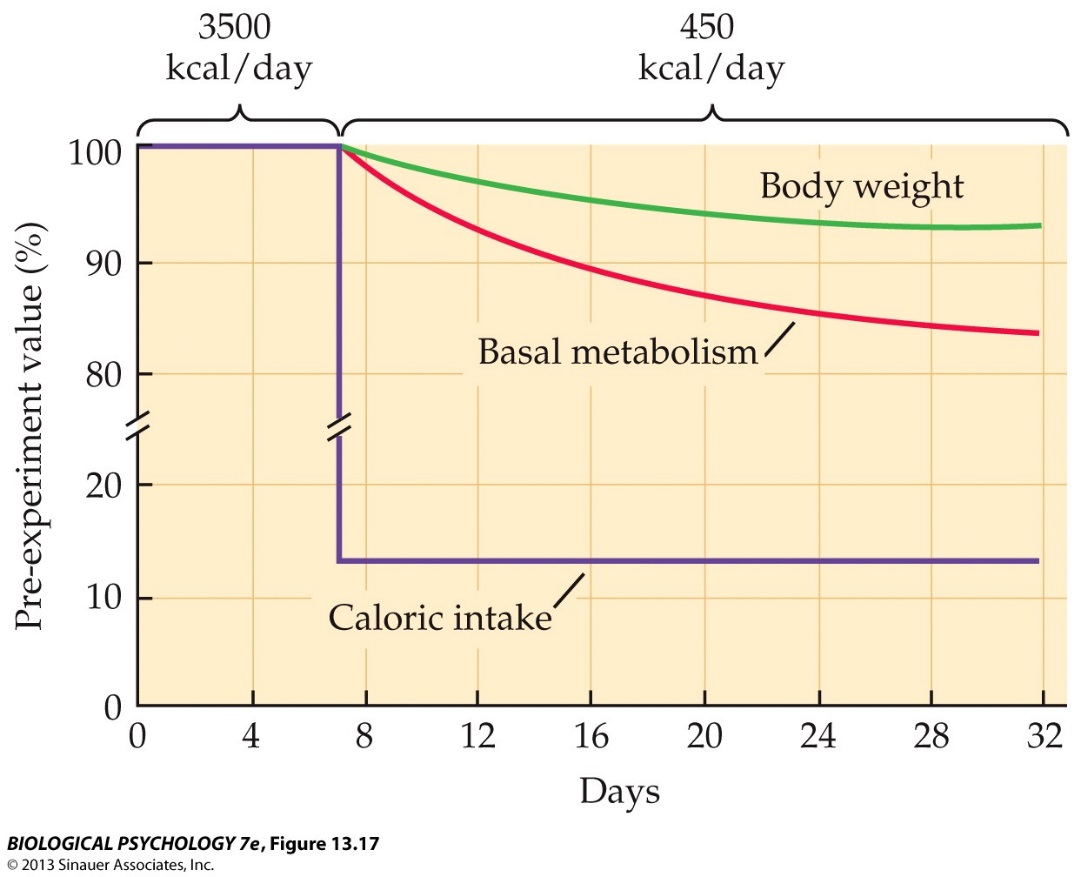 3500
kcal/day
450
kcal/day
Pre-experiment value (%)
100
90
80
20
10
0
Body weight
Basal metabolism
Caloric intake
0 4 8 12 16 20 24 28 32
Days
BIOLOGICAL PSYCHOLOGY 7e, Figure 13.17
© 2013 Sinauer Associates, Inc.